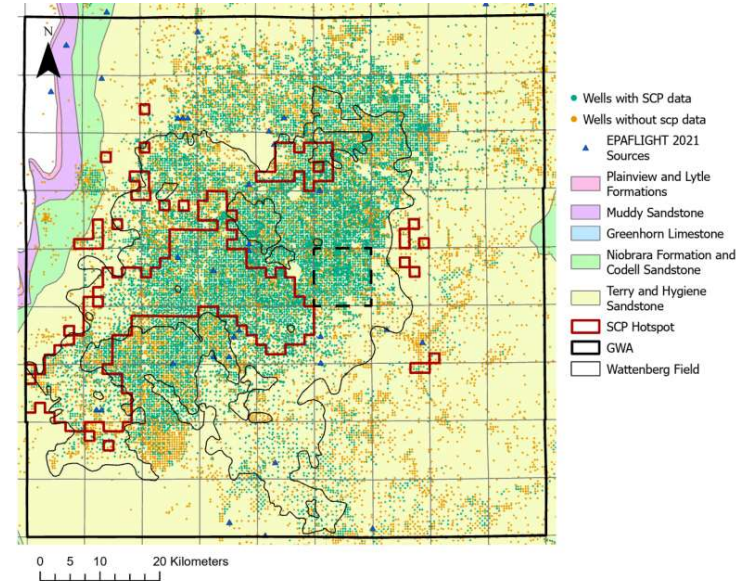 N
Wells with SCP data
Wells without scp data
EPAFLIGHT 2021
Sources
Plainview and Lytle
Formations
Muddy Sandstone
Greenhorn Limestone
Niobrara Formation and
Codell Sandstone
Terry and Hygiene
Sandstone
SCP Hotspot
GWA
Wattenberg Field
0 5 10 20 Kilometers